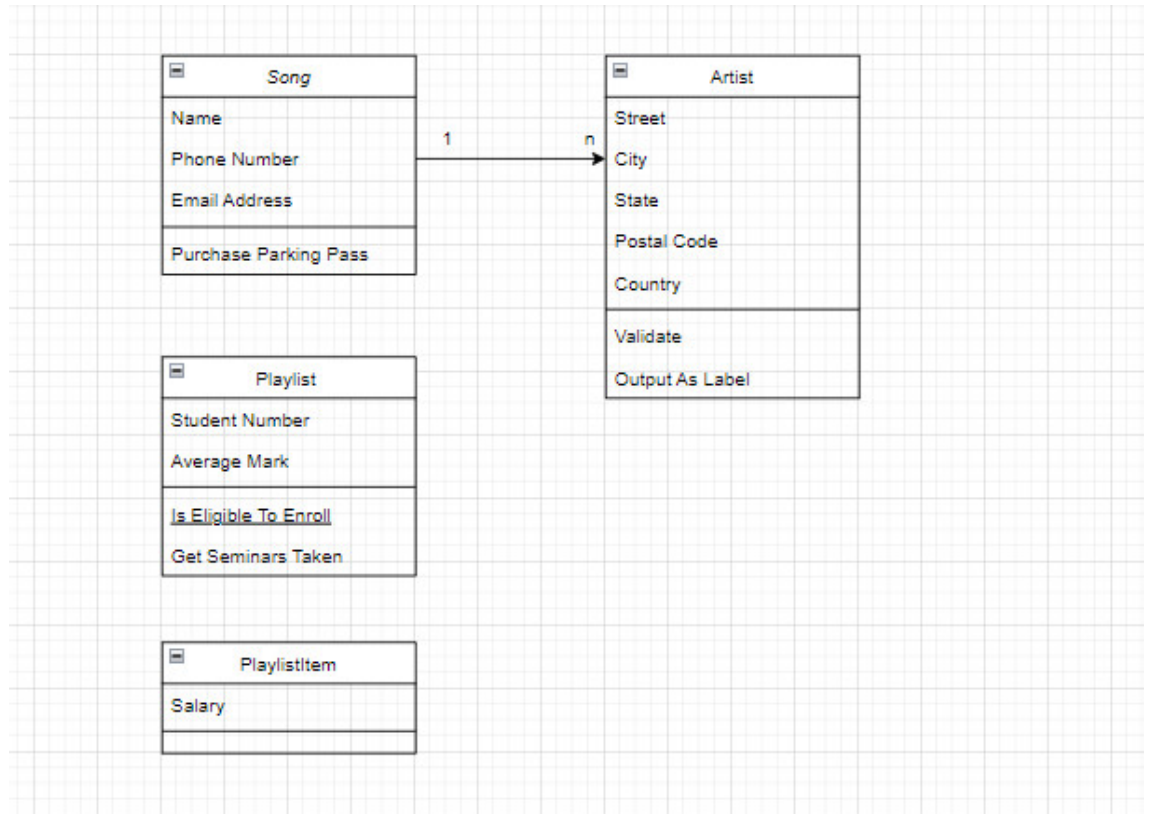 Song
Name
Phone Number
Email Address
Purchase Parking Pass
1
n
Artist
Street
City
State
Postal Code
Country
Validate
Output As Label
Playlist
Student Number
Average Mark
Is Eligible To Enroll
Get Seminars Taken
PlaylistItem
Salary